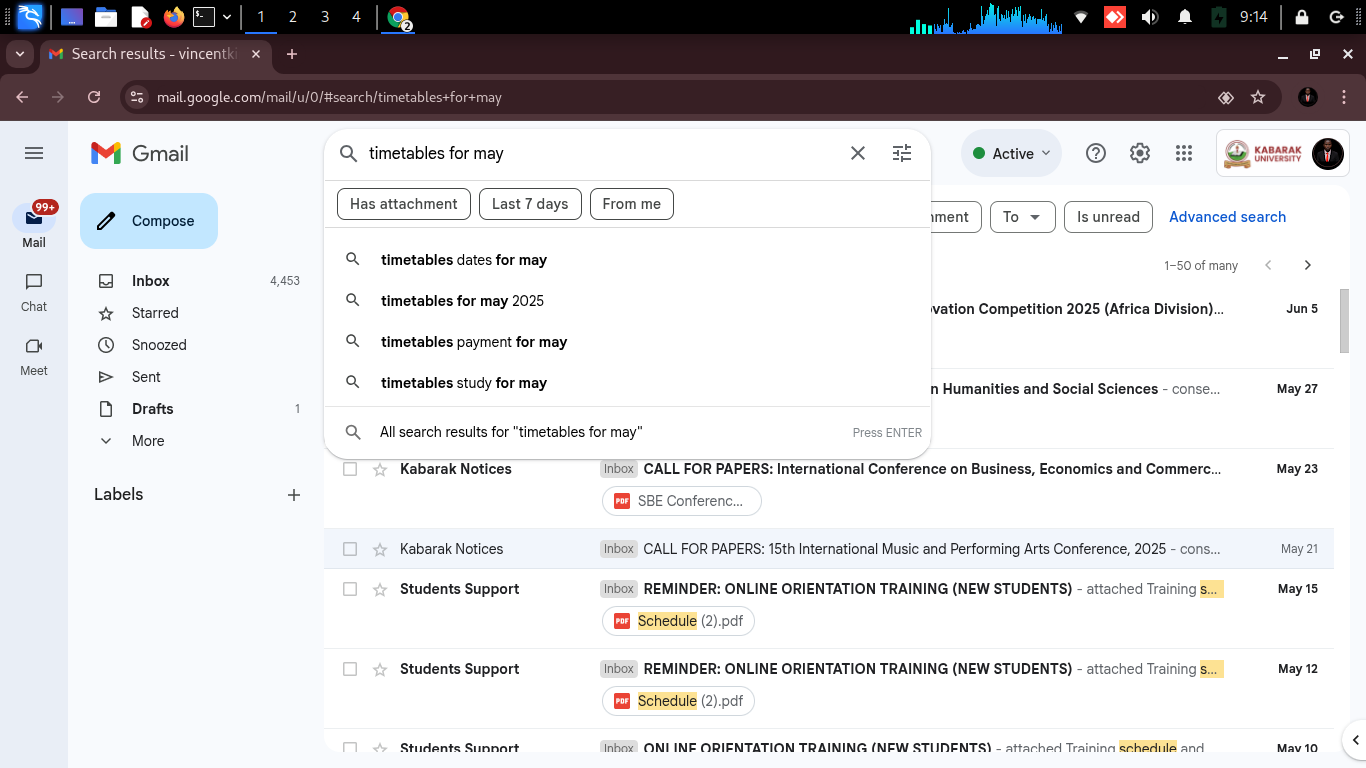 1 2 3 4 2 9:14
Search results - vincentki
mail.google.com/mail/u/0/#search/timetables+for+may
Gmail
timetables for may
Active
KABARAK
UNIVERSITY
Has attachment Last 7 days From me
To Is unread Advanced search
99+
Mail
Chat
Meet
Compose
Inbox 4,453
Starred
Snoozed
Sent
Drafts 1
More
Labels
timetables dates for may
timetables for may 2025
timetables payment for may
timetables study for may
All search results for "timetables for may" Press ENTER
1–50 of many
Competition 2025 (Africa Division)... Jun 5
Humanities and Social Sciences - conse... May 27
Kabarak Notices Inbox CALL FOR PAPERS: International Conference on Business, Economics and Commerc... May 23
PDF SBE Conferenc...
Kabarak Notices Inbox CALL FOR PAPERS: 15th International Music and Performing Arts Conference, 2025 - cons... May 21
Students Support Inbox REMINDER: ONLINE ORIENTATION TRAINING (NEW STUDENTS) - attached Training s... May 15
PDF Schedule (2).pdf
Students Support Inbox REMINDER: ONLINE ORIENTATION TRAINING (NEW STUDENTS) - attached Training s... May 12
PDF Schedule (2).pdf
Students Support Inbox ONLINE ORIENTATION TRAINING (NEW STUDENTS) - attached Training schedule and May 10